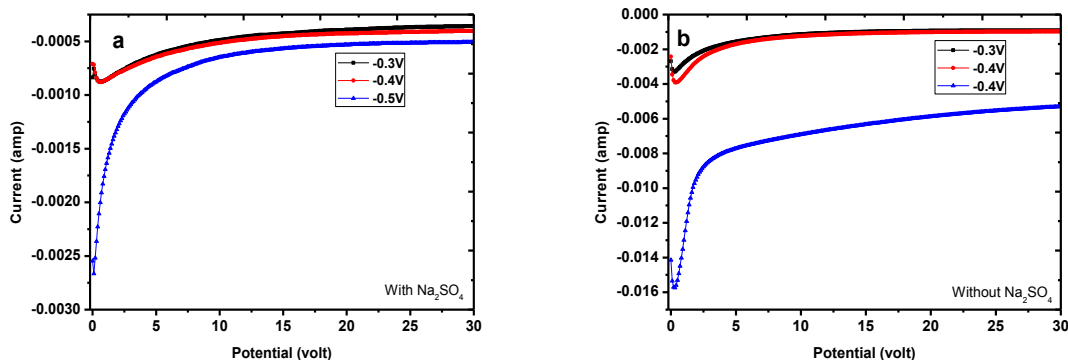 a
-0.0005
-0.0010
-0.0015
-0.0020
-0.0025
-0.0030
Current (amp)
-0.3V
-0.4V
-0.5V
With Na₂SO₄
0 5 10 15 20 25 30
Potential (volt)
b
0.000
-0.002
-0.004
-0.006
-0.008
-0.010
-0.012
-0.014
-0.016
Current (amp)
-0.3V
-0.4V
-0.4V
Without Na₂SO₄
0 5 10 15 20 25 30
Potential (volt)